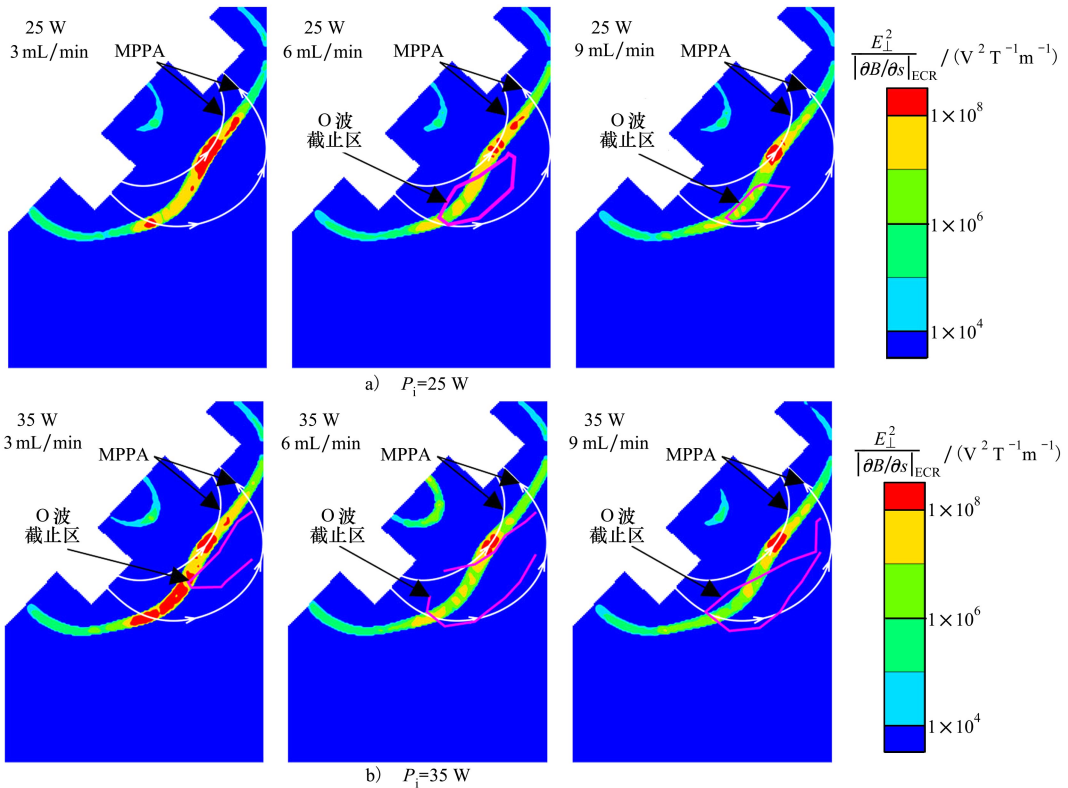 25 W
3 mL/min
MPPA
25 W
6 mL/min
MPPA
O 波
截止区
25 W
9 mL/min
MPPA
O 波
截止区
E⊥²/|∂B/∂s|ECR /(V² T⁻¹m⁻¹)
1×10⁸
1×10⁶
1×10⁴
a) Pi=25 W
35 W
3 mL/min
MPPA
O 波
截止区
35 W
6 mL/min
MPPA
O 波
截止区
35 W
9 mL/min
MPPA
O 波
截止区
E⊥²/|∂B/∂s|ECR /(V² T⁻¹m⁻¹)
1×10⁸
1×10⁶
1×10⁴
b) Pi=35 W